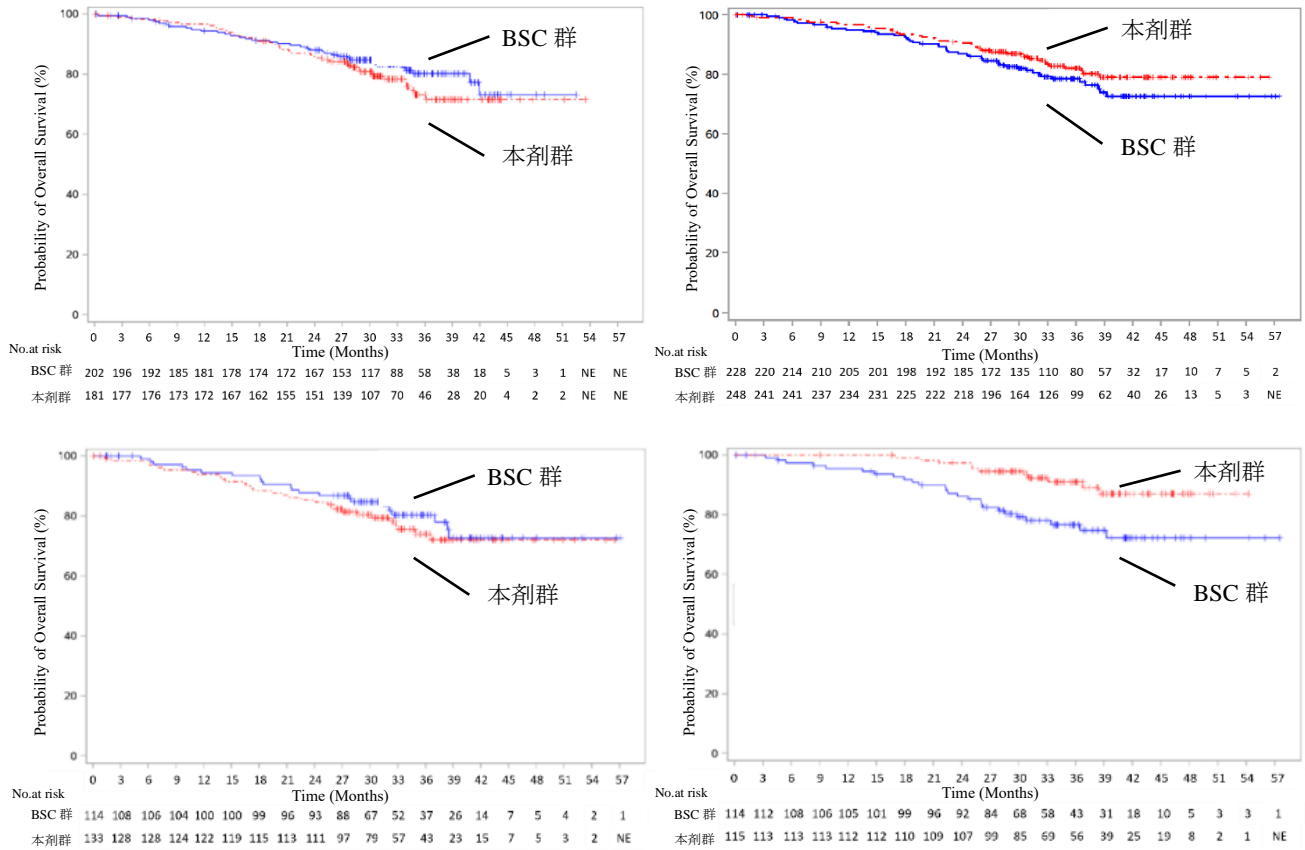 Probability of Overall Survival (%)
100
80
60
40
20
0
BSC 群
本剤群
0 3 6 9 12 15 18 21 24 27 30 33 36 39 42 45 48 51 54 57
Time (Months)
No.at risk
BSC 群 202 196 192 185 181 178 174 172 167 153 117 88 58 38 18 5 3 1 NE NE
本剤群 181 177 176 173 172 167 162 155 151 139 107 70 46 28 20 4 2 2 NE NE
Probability of Overall Survival (%)
100
80
60
40
20
0
本剤群
BSC 群
0 3 6 9 12 15 18 21 24 27 30 33 36 39 42 45 48 51 54 57
Time (Months)
No.at risk
BSC 群 228 220 214 210 205 201 198 192 185 172 135 110 80 57 32 17 10 7 5 2
本剤群 248 241 241 237 234 231 225 222 218 196 164 126 99 62 40 26 13 5 3 NE
Probability of Overall Survival (%)
100
80
60
40
20
0
BSC 群
本剤群
0 3 6 9 12 15 18 21 24 27 30 33 36 39 42 45 48 51 54 57
Time (Months)
No.at risk
BSC 群 114 108 106 104 100 100 99 96 93 88 67 52 37 26 14 7 5 4 2 1
本剤群 133 128 128 124 122 119 115 113 111 97 79 57 43 23 15 7 5 3 2 NE
Probability of Overall Survival (%)
100
80
60
40
20
0
本剤群
BSC 群
0 3 6 9 12 15 18 21 24 27 30 33 36 39 42 45 48 51 54 57
Time (Months)
No.at risk
BSC 群 114 112 108 106 105 101 99 96 92 84 68 58 43 31 18 10 5 3 3 1
本剤群 115 113 113 113 112 112 110 109 107 99 85 69 56 39 25 19 8 2 1 NE